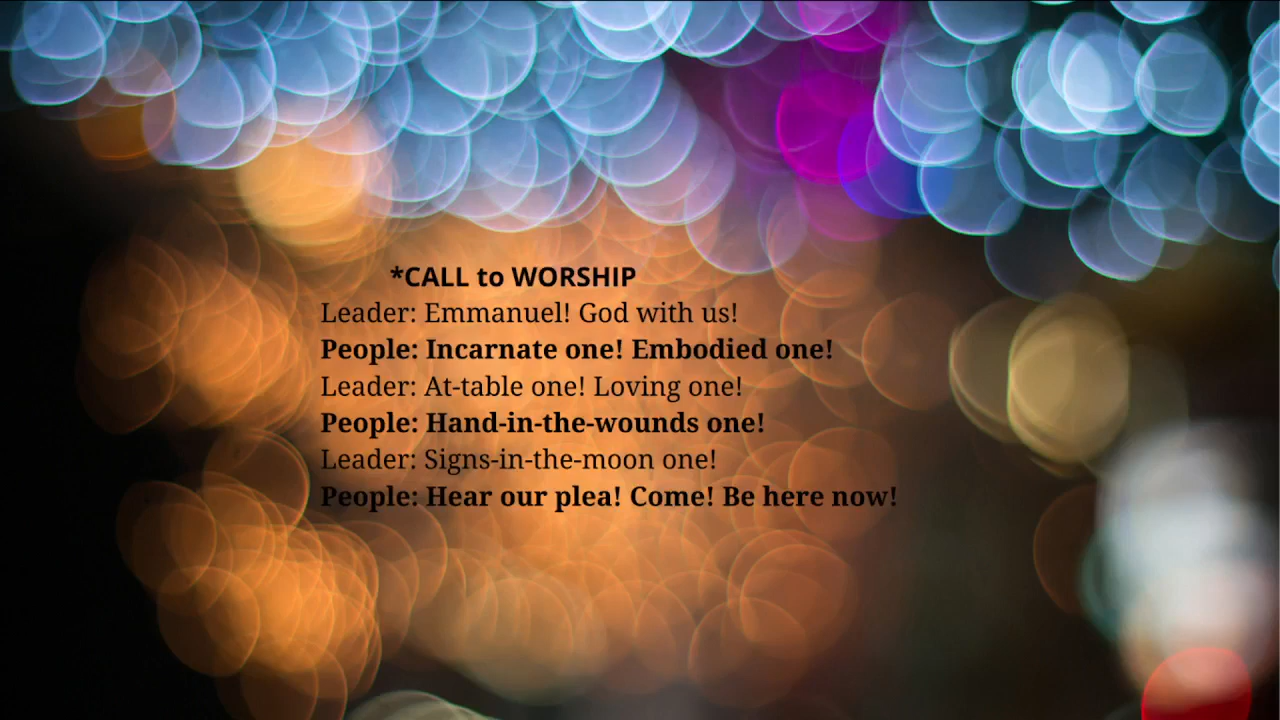 *CALL to WORSHIP
Leader: Emmanuel! God with us!
People: Incarnate one! Embodied one!
Leader: At-table one! Loving one!
People: Hand-in-the-wounds one!
Leader: Signs-in-the-moon one!
People: Hear our plea! Come! Be here now!